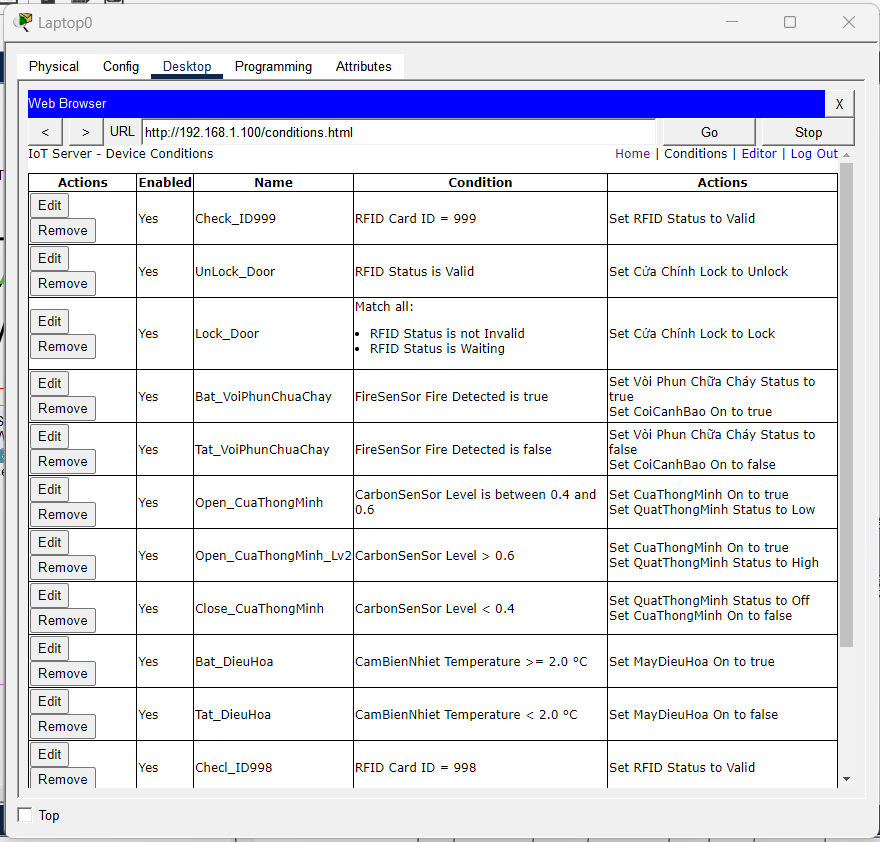 Laptop0
Physical Config Desktop Programming Attributes
Web Browser X
< > URL http://192.168.1.100/conditions.html Go Stop
IoT Server - Device Conditions Home | Conditions | Editor | Log Out
Actions Enabled Name Condition Actions
Edit
Remove
Yes Check_ID999 RFID Card ID = 999 Set RFID Status to Valid
Edit
Remove
Yes UnLock_Door RFID Status is Valid Set Cửa Chính Lock to Unlock
Edit
Remove
Yes Lock_Door
Match all:
• RFID Status is not Invalid
• RFID Status is Waiting
Set Cửa Chính Lock to Lock
Edit
Remove
Yes Bat_VoiPhunChuaChay FireSenSor Fire Detected is true
Set Vòi Phun Chữa Cháy Status to
true
Set CoiCanhBao On to true
Edit
Remove
Yes Tat_VoiPhunChuaChay FireSenSor Fire Detected is false
Set Vòi Phun Chữa Cháy Status to
false
Set CoiCanhBao On to false
Edit
Remove
Yes Open_CuaThongMinh
CarbonSenSor Level is between 0.4 and
0.6
Set CuaThongMinh On to true
Set QuatThongMinh Status to Low
Edit
Remove
Yes Open_CuaThongMinh_Lv2 CarbonSenSor Level > 0.6
Set CuaThongMinh On to true
Set QuatThongMinh Status to High
Edit
Remove
Yes Close_CuaThongMinh CarbonSenSor Level < 0.4
Set QuatThongMinh Status to Off
Set CuaThongMinh On to false
Edit
Remove
Yes Bat_DieuHoa CamBienNhiet Temperature >= 2.0 °C Set MayDieuHoa On to true
Edit
Remove
Yes Tat_DieuHoa CamBienNhiet Temperature < 2.0 °C Set MayDieuHoa On to false
Edit
Remove
Yes Checl_ID998 RFID Card ID = 998 Set RFID Status to Valid
Top